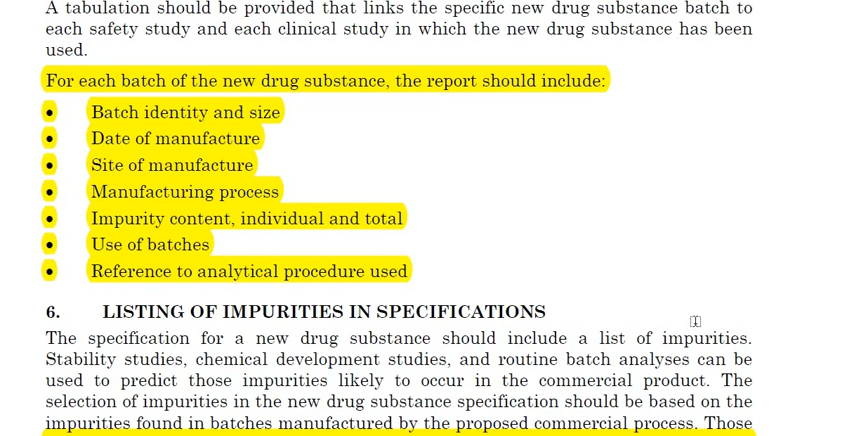 A tabulation should be provided that links the specific new drug substance batch to
each safety study and each clinical study in which the new drug substance has been
used.
For each batch of the new drug substance, the report should include:
• Batch identity and size
• Date of manufacture
• Site of manufacture
• Manufacturing process
• Impurity content, individual and total
• Use of batches
• Reference to analytical procedure used
6. LISTING OF IMPURITIES IN SPECIFICATIONS
The specification for a new drug substance should include a list of impurities.
Stability studies, chemical development studies, and routine batch analyses can be
used to predict those impurities likely to occur in the commercial product. The
selection of impurities in the new drug substance specification should be based on the
impurities found in batches manufactured by the proposed commercial process. Those